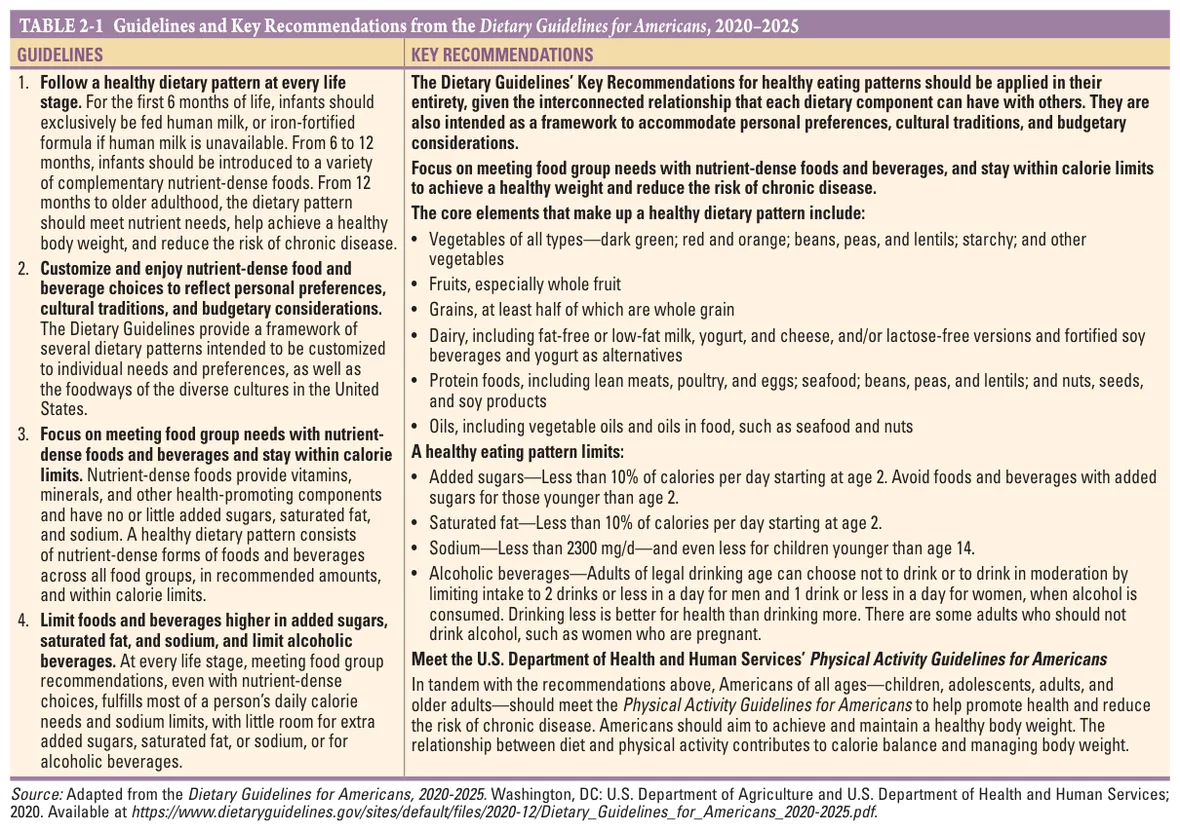 TABLE 2-1 Guidelines and Key Recommendations from the Dietary Guidelines for Americans, 2020–2025
GUIDELINES
1. Follow a healthy dietary pattern at every life
stage. For the first 6 months of life, infants should
exclusively be fed human milk, or iron-fortified
formula if human milk is unavailable. From 6 to 12
months, infants should be introduced to a variety
of complementary nutrient-dense foods. From 12
months to older adulthood, the dietary pattern
should meet nutrient needs, help achieve a healthy
body weight, and reduce the risk of chronic disease.
2. Customize and enjoy nutrient-dense food and
beverage choices to reflect personal preferences,
cultural traditions, and budgetary considerations.
The Dietary Guidelines provide a framework of
several dietary patterns intended to be customized
to individual needs and preferences, as well as
the foodways of the diverse cultures in the United
States.
3. Focus on meeting food group needs with nutrient-
dense foods and beverages and stay within calorie
limits. Nutrient-dense foods provide vitamins,
minerals, and other health-promoting components
and have no or little added sugars, saturated fat,
and sodium. A healthy dietary pattern consists
of nutrient-dense forms of foods and beverages
across all food groups, in recommended amounts,
and within calorie limits.
4. Limit foods and beverages higher in added sugars,
saturated fat, and sodium, and limit alcoholic
beverages. At every life stage, meeting food group
recommendations, even with nutrient-dense
choices, fulfills most of a person's daily calorie
needs and sodium limits, with little room for extra
added sugars, saturated fat, or sodium, or for
alcoholic beverages.
KEY RECOMMENDATIONS
The Dietary Guidelines' Key Recommendations for healthy eating patterns should be applied in their
entirety, given the interconnected relationship that each dietary component can have with others. They are
also intended as a framework to accommodate personal preferences, cultural traditions, and budgetary
considerations.
Focus on meeting food group needs with nutrient-dense foods and beverages, and stay within calorie limits
to achieve a healthy weight and reduce the risk of chronic disease.
The core elements that make up a healthy dietary pattern include:
• Vegetables of all types—dark green; red and orange; beans, peas, and lentils; starchy; and other
vegetables
• Fruits, especially whole fruit
• Grains, at least half of which are whole grain
• Dairy, including fat-free or low-fat milk, yogurt, and cheese, and/or lactose-free versions and fortified soy
beverages and yogurt as alternatives
• Protein foods, including lean meats, poultry, and eggs; seafood; beans, peas, and lentils; and nuts, seeds,
and soy products
• Oils, including vegetable oils and oils in food, such as seafood and nuts
A healthy eating pattern limits:
• Added sugars—Less than 10% of calories per day starting at age 2. Avoid foods and beverages with added
sugars for those younger than age 2.
• Saturated fat—Less than 10% of calories per day starting at age 2.
• Sodium—Less than 2300 mg/d—and even less for children younger than age 14.
• Alcoholic beverages—Adults of legal drinking age can choose not to drink or to drink in moderation by
limiting intake to 2 drinks or less in a day for men and 1 drink or less in a day for women, when alcohol is
consumed. Drinking less is better for health than drinking more. There are some adults who should not
drink alcohol, such as women who are pregnant.
Meet the U.S. Department of Health and Human Services' Physical Activity Guidelines for Americans
In tandem with the recommendations above, Americans of all ages—children, adolescents, adults, and
older adults—should meet the Physical Activity Guidelines for Americans to help promote health and reduce
the risk of chronic disease. Americans should aim to achieve and maintain a healthy body weight. The
relationship between diet and physical activity contributes to calorie balance and managing body weight.
Source: Adapted from the Dietary Guidelines for Americans, 2020-2025. Washington, DC: U.S. Department of Agriculture and U.S. Department of Health and Human Services;
2020. Available at https://www.dietaryguidelines.gov/sites/default/files/2020-12/Dietary_Guidelines_for_Americans_2020-2025.pdf.